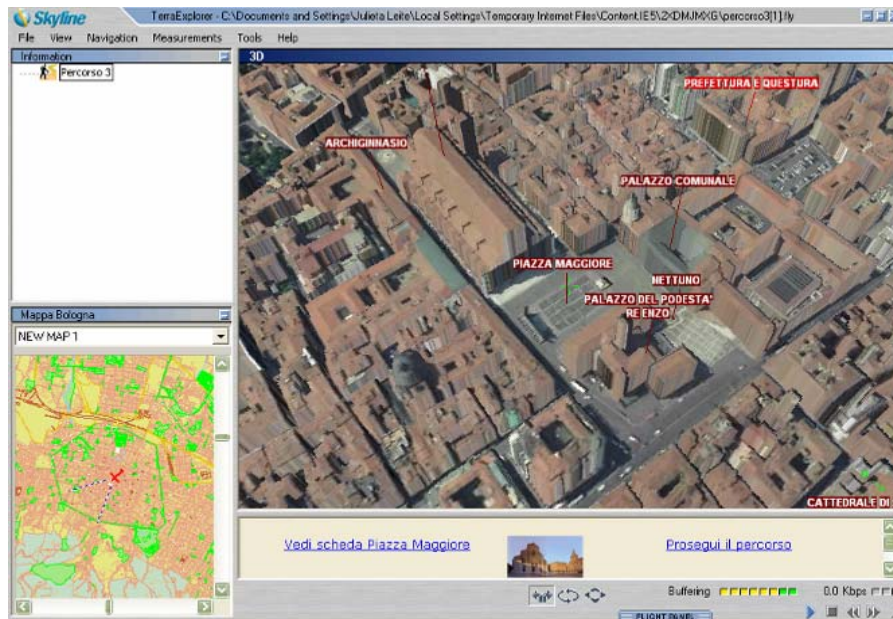 Skyline
TerraExplorer - C:\Documents and Settings\Julieta Leite\Local Settings\Temporary Internet Files\Content.IE5\2XDMJMXG\percorso3[1].fly
File View Navigation Measurements Tools Help
Information
Percorso 3
3D
PREFETTURA E QUESTURA
ARCHIGINNASIO
PALAZZO COMUNALE
PIAZZA MAGGIORE
NETTUNO
PALAZZO DEL PODESTA'
RE ENZO
CATTEDRALE DI
Mappa Bologna
NEW MAP 1
Vedi scheda Piazza Maggiore
Prosegui il percorso
Buffering
0.0 Kbps
FLIGHT PANEL